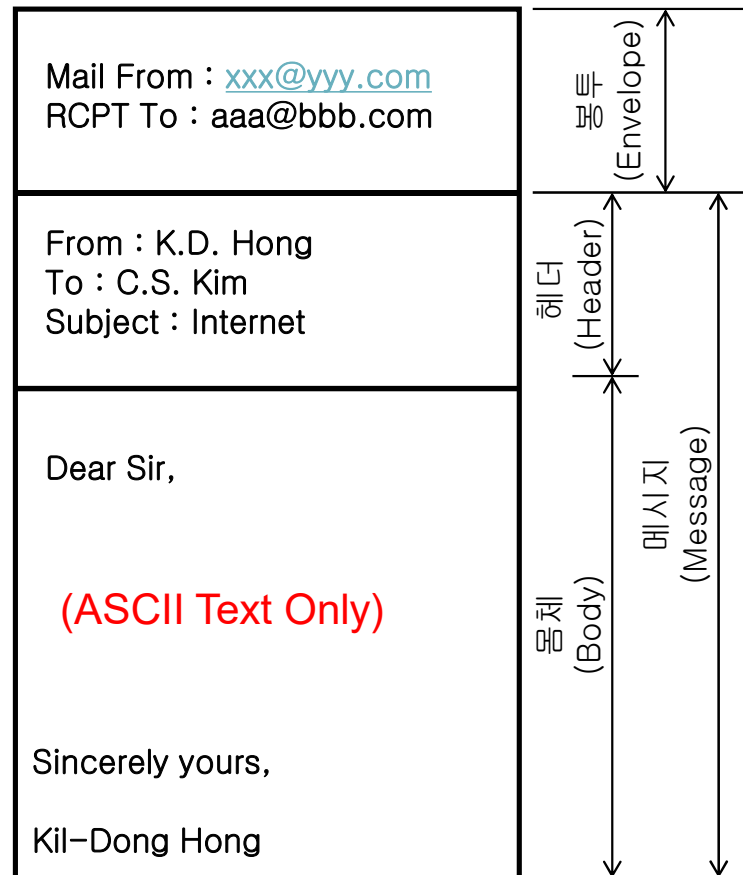 Mail From : xxx@yyy.com
RCPT To : aaa@bbb.com
봉투
(Envelope)
From : K.D. Hong
To : C.S. Kim
Subject : Internet
헤더
(Header)
Dear Sir,
(ASCII Text Only)
Sincerely yours,
Kil-Dong Hong
몸체
(Body)
메시지
(Message)